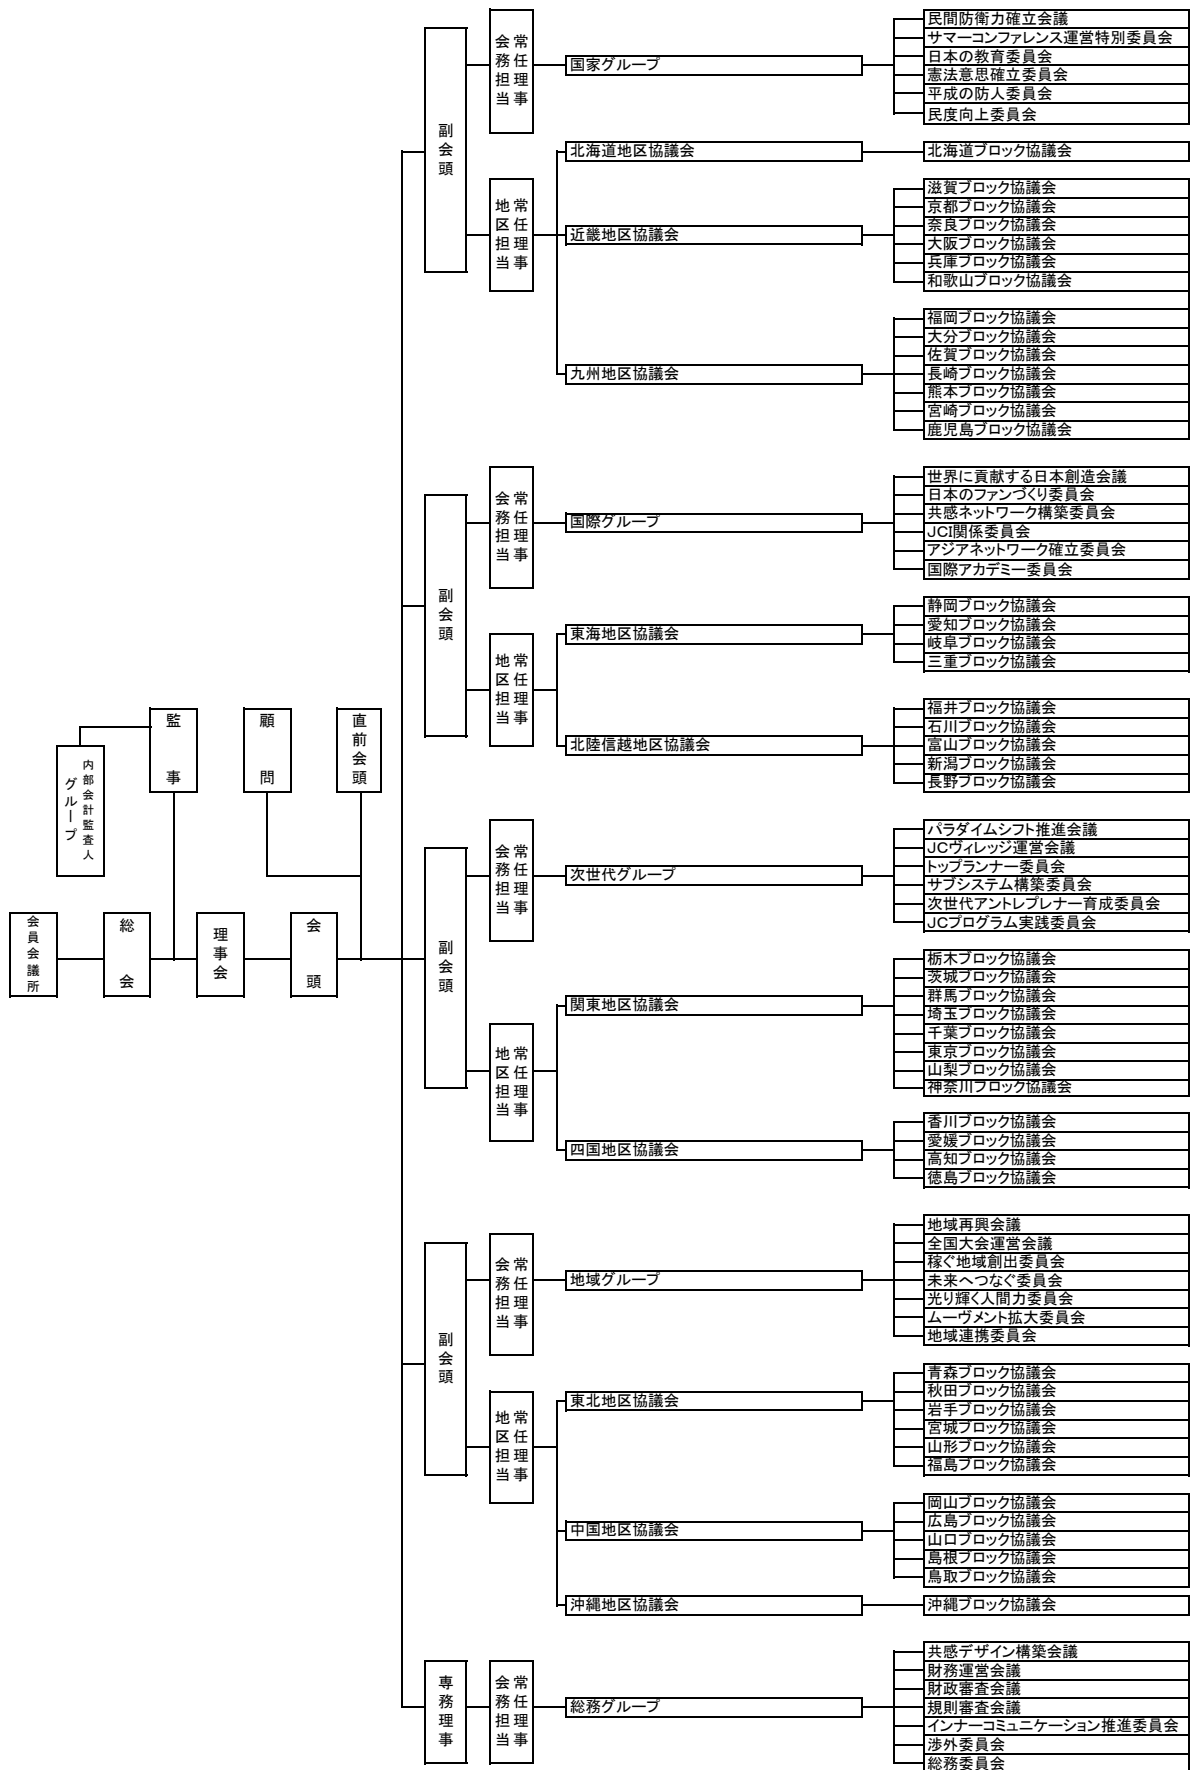 会員会議所
総会
理事会
会頭
監事
内部会計監査人グループ
顧問
直前会頭
副会頭
会務担当常任理事
国家グループ
民間防衛力確立会議
サマーコンファレンス運営特別委員会
日本の教育委員会
憲法意思確立委員会
平成の防人委員会
民度向上委員会
地区担当常任理事
北海道地区協議会
北海道ブロック協議会
近畿地区協議会
滋賀ブロック協議会
京都ブロック協議会
奈良ブロック協議会
大阪ブロック協議会
兵庫ブロック協議会
和歌山ブロック協議会
九州地区協議会
福岡ブロック協議会
大分ブロック協議会
佐賀ブロック協議会
長崎ブロック協議会
熊本ブロック協議会
宮崎ブロック協議会
鹿児島ブロック協議会
副会頭
会務担当常任理事
国際グループ
世界に貢献する日本創造会議
日本のファンづくり委員会
共感ネットワーク構築委員会
JCI関係委員会
アジアネットワーク確立委員会
国際アカデミー委員会
地区担当常任理事
東海地区協議会
静岡ブロック協議会
愛知ブロック協議会
岐阜ブロック協議会
三重ブロック協議会
北陸信越地区協議会
福井ブロック協議会
石川ブロック協議会
富山ブロック協議会
新潟ブロック協議会
長野ブロック協議会
副会頭
会務担当常任理事
次世代グループ
パラダイムシフト推進会議
JCヴィレッジ運営会議
トップランナー委員会
サブシステム構築委員会
次世代アントレプレナー育成委員会
JCプログラム実践委員会
地区担当常任理事
関東地区協議会
栃木ブロック協議会
茨城ブロック協議会
群馬ブロック協議会
埼玉ブロック協議会
千葉ブロック協議会
東京ブロック協議会
山梨ブロック協議会
神奈川ブロック協議会
四国地区協議会
香川ブロック協議会
愛媛ブロック協議会
高知ブロック協議会
徳島ブロック協議会
副会頭
会務担当常任理事
地域グループ
地域再興会議
全国大会運営会議
稼ぐ地域創出委員会
未来へつなぐ委員会
光り輝く人間力委員会
ムーヴメント拡大委員会
地域連携委員会
地区担当常任理事
東北地区協議会
青森ブロック協議会
秋田ブロック協議会
岩手ブロック協議会
宮城ブロック協議会
山形ブロック協議会
福島ブロック協議会
中国地区協議会
岡山ブロック協議会
広島ブロック協議会
山口ブロック協議会
島根ブロック協議会
鳥取ブロック協議会
沖縄地区協議会
沖縄ブロック協議会
専務理事
会務担当常任理事
総務グループ
共感デザイン構築会議
財務運営会議
財政審査会議
規則審査会議
インナーコミュニケーション推進委員会
渉外委員会
総務委員会